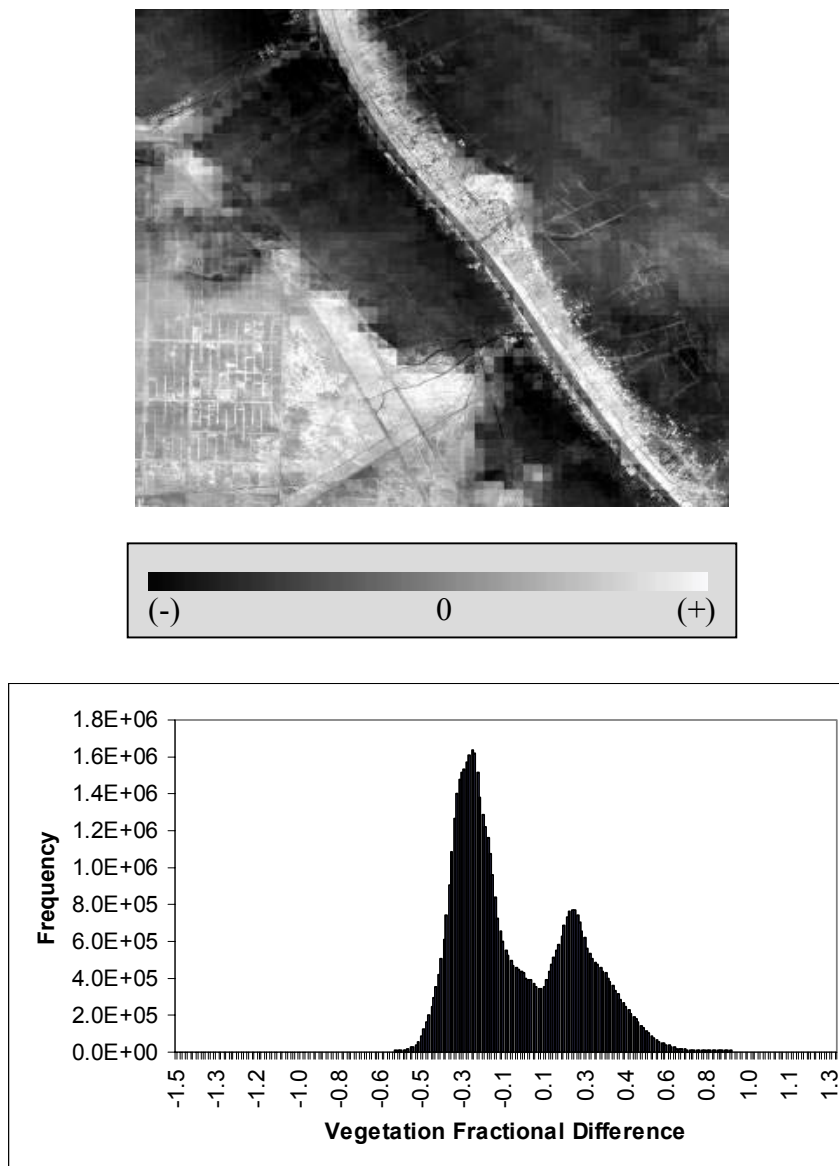 (-) 0 (+)
1.8E+06
1.6E+06
1.4E+06
1.2E+06
1.0E+06
8.0E+05
6.0E+05
4.0E+05
2.0E+05
0.0E+00
Frequency
-1.5 -1.3 -1.2 -1.0 -0.8 -0.6 -0.5 -0.3 -0.1 0.1 0.3 0.4 0.6 0.8 1.0 1.1 1.3
Vegetation Fractional Difference